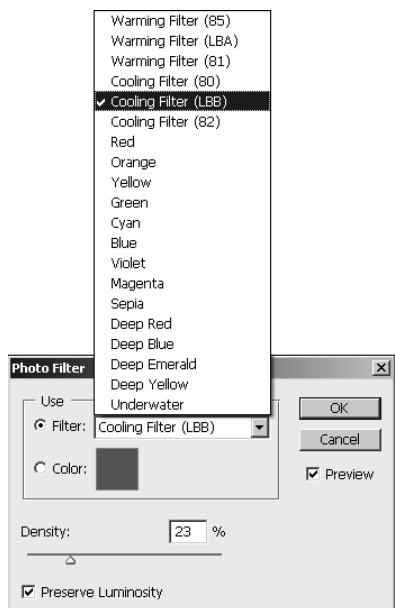 Warming Filter (85)
Warming Filter (LBA)
Warming Filter (81)
Cooling Filter (80)
Cooling Filter (LBB)
Cooling Filter (82)
Red
Orange
Yellow
Green
Cyan
Blue
Violet
Magenta
Sepia
Deep Red
Deep Blue
Deep Emerald
Deep Yellow
Underwater
Photo Filter
Use
Filter: Cooling Filter (LBB)
Color:
OK
Cancel
Preview
Density: 23 %
Preserve Luminosity